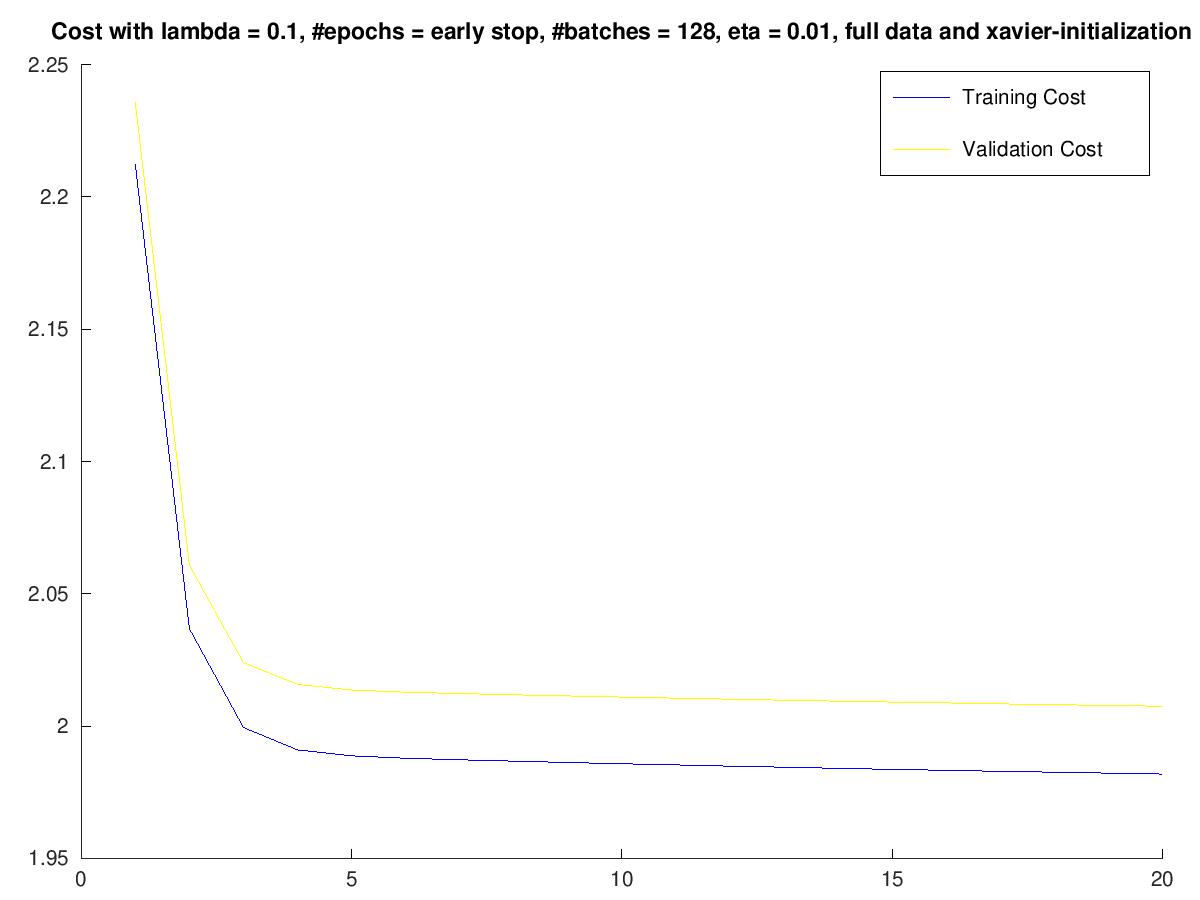 Cost with lambda = 0.1, #epochs = early stop, #batches = 128, eta = 0.01, full data and xavier-initialization
2.25
Training Cost
Validation Cost
2.2
2.15
2.1
2.05
2
1.95
0 5 10 15 20